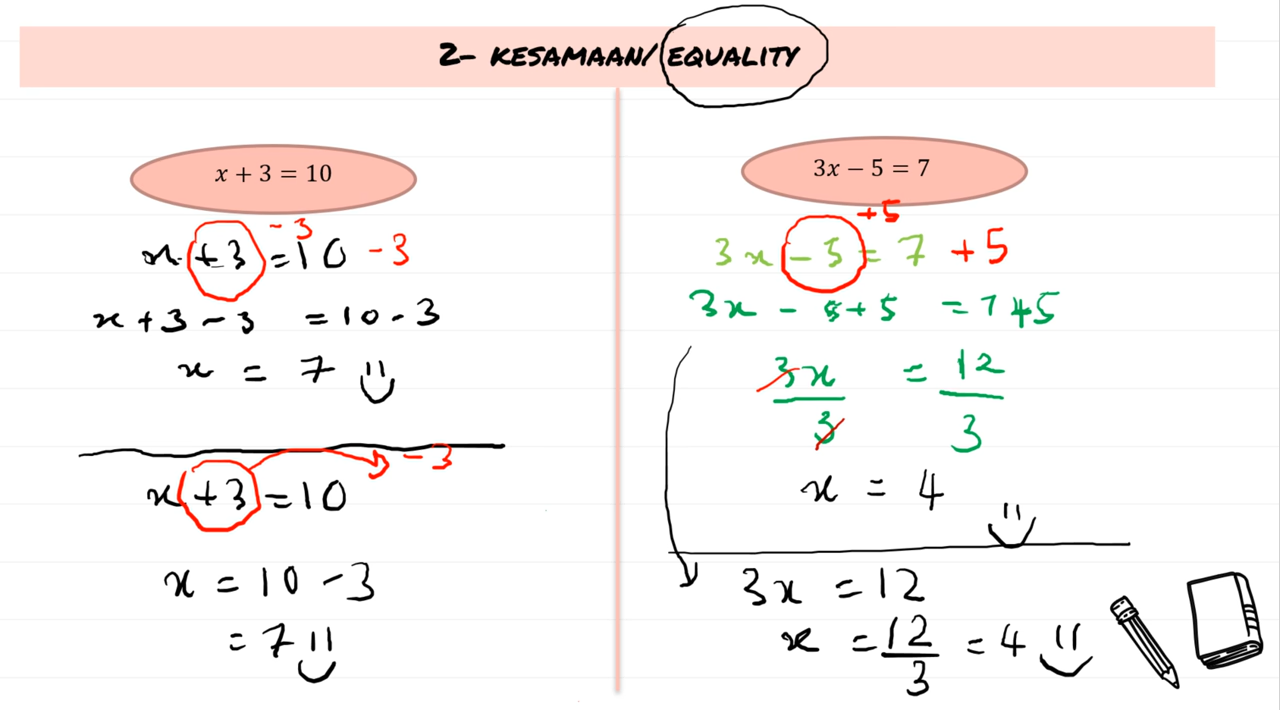 2- KESAMAAN/ EQUALITY
x + 3 = 10
-3
x +3 = 10 -3
x + 3 - 3 = 10 - 3
x = 7
-3
x +3 = 10
x = 10 - 3
= 7
3x − 5 = 7
+5
3x - 5 = 7 +5
3x - 5 + 5 = 7 + 5
3x/3 = 12/3
x = 4
3x = 12
x = 12/3 = 4